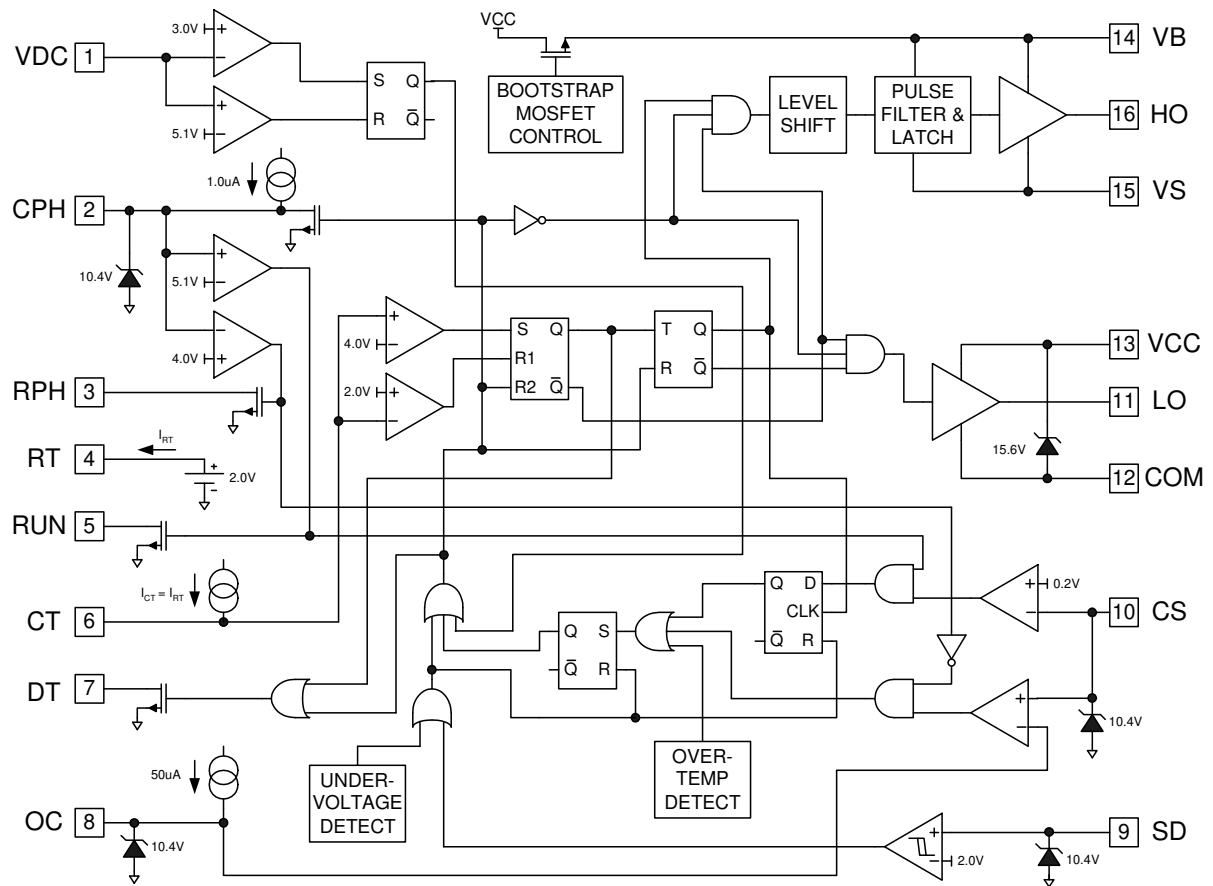 VCC
3.0V
VDC 1
14 VB
S Q
BOOTSTRAP
MOSFET
CONTROL
LEVEL
SHIFT
PULSE
FILTER &
LATCH
16 HO
R Q
5.1V
1.0uA
15 VS
CPH 2
10.4V
5.1V
4.0V
S Q
T Q
4.0V
13 VCC
R1
R Q
RPH 3
2.0V
R2 Q
11 LO
IRT
RT 4
2.0V
15.6V
12 COM
RUN 5
ICT = IRT
Q D
0.2V
CLK
10 CS
CT 6
Q S
Q R
Q R
DT 7
10.4V
50uA
UNDER-
VOLTAGE
DETECT
OVER-
TEMP
DETECT
OC 8
10.4V
2.0V
9 SD
10.4V